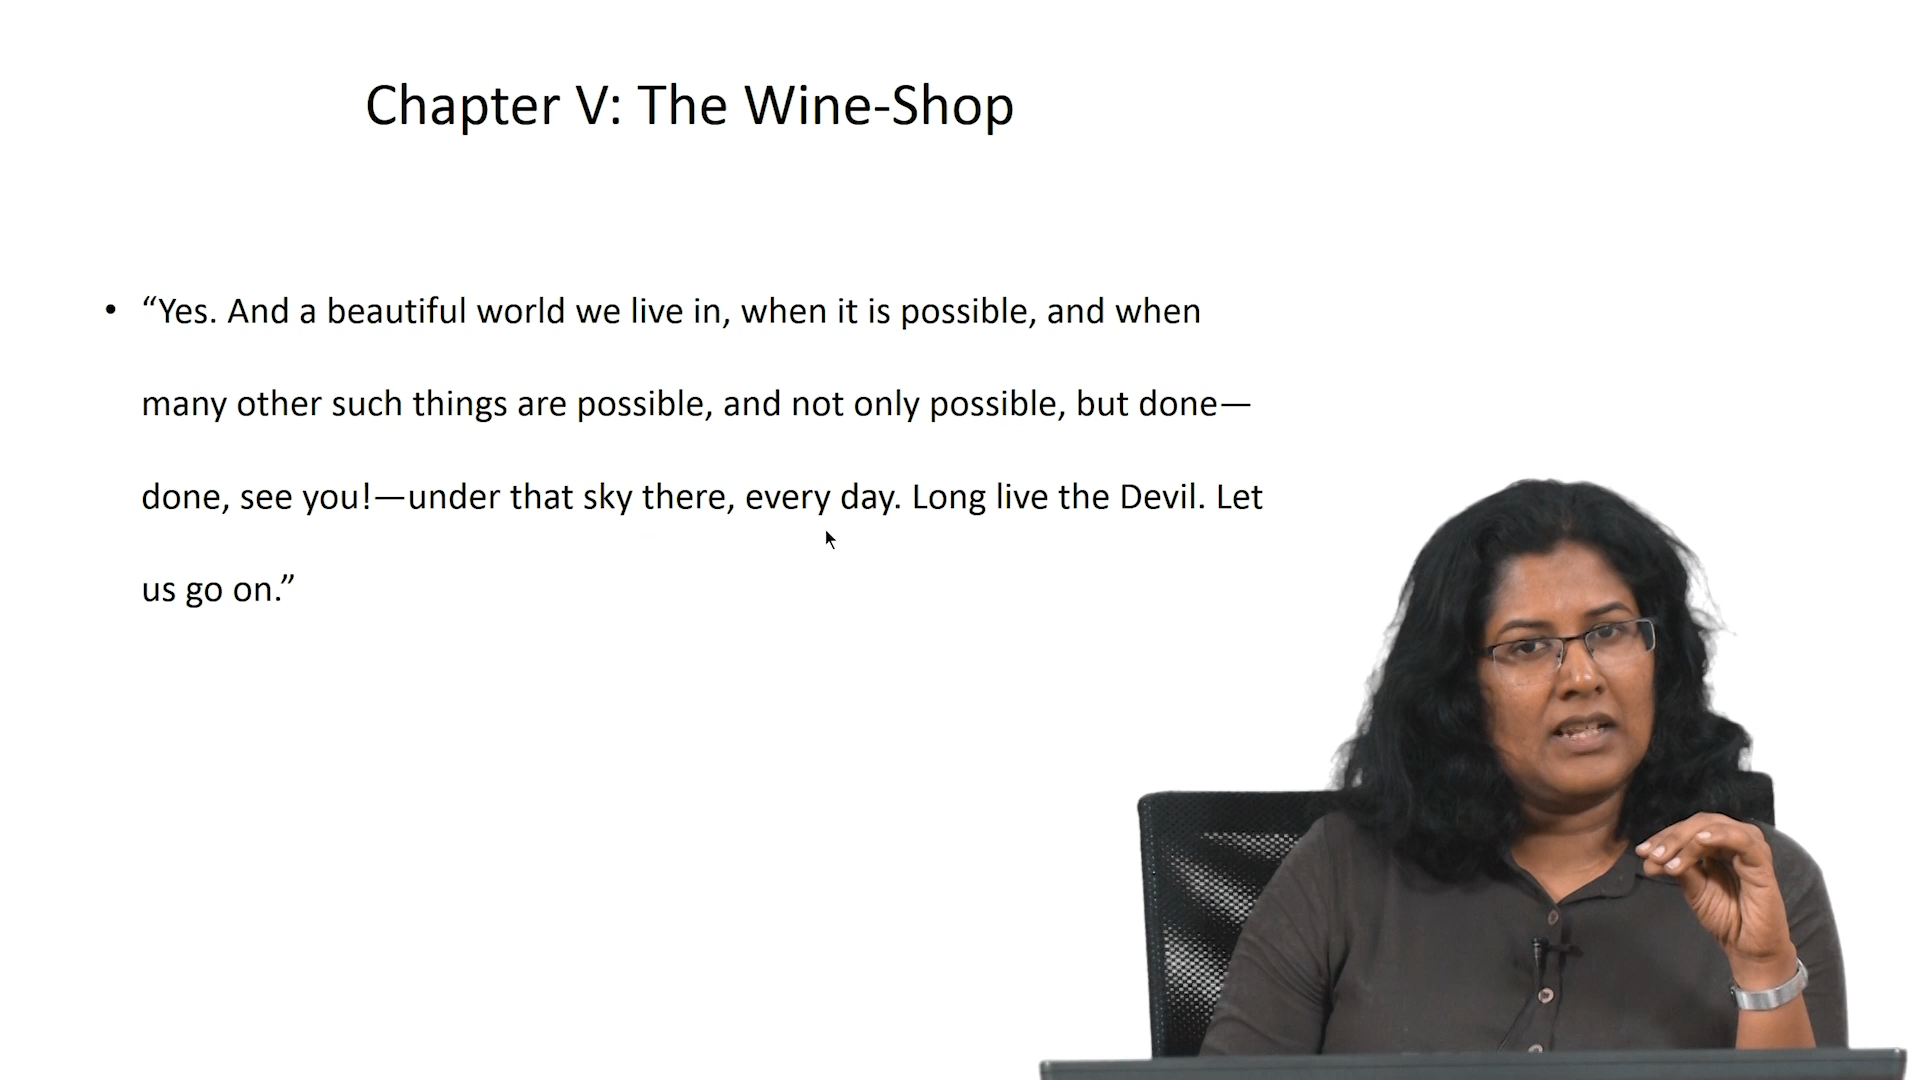 Chapter V: The Wine-Shop
• “Yes. And a beautiful world we live in, when it is possible, and when
many other such things are possible, and not only possible, but done—
done, see you!—under that sky there, every day. Long live the Devil. Let
us go on.”